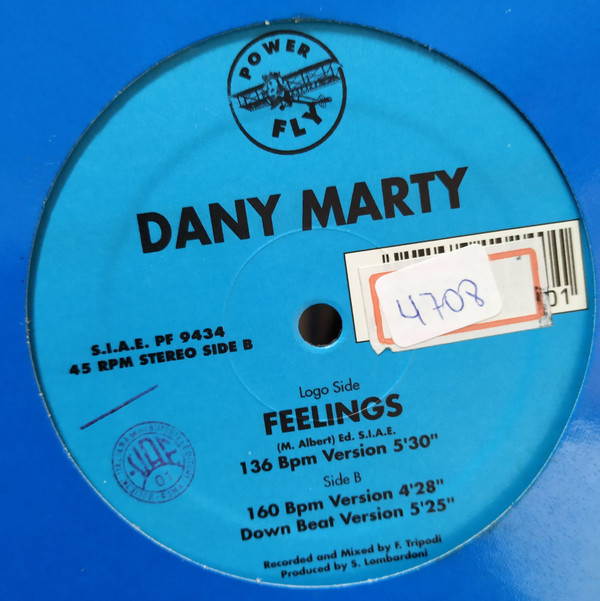 POWER
FLY
DANY MARTY
01
4708
S.I.A.E. PF 9434
45 RPM STEREO SIDE B
Logo Side
FEELINGS
(M. Albert) Ed. S.I.A.E.
136 Bpm Version 5'30"
Side B
160 Bpm Version 4'28"
Down Beat Version 5'25"
Recorded and Mixed by F. Tripodi
Produced by S. Lombardoni